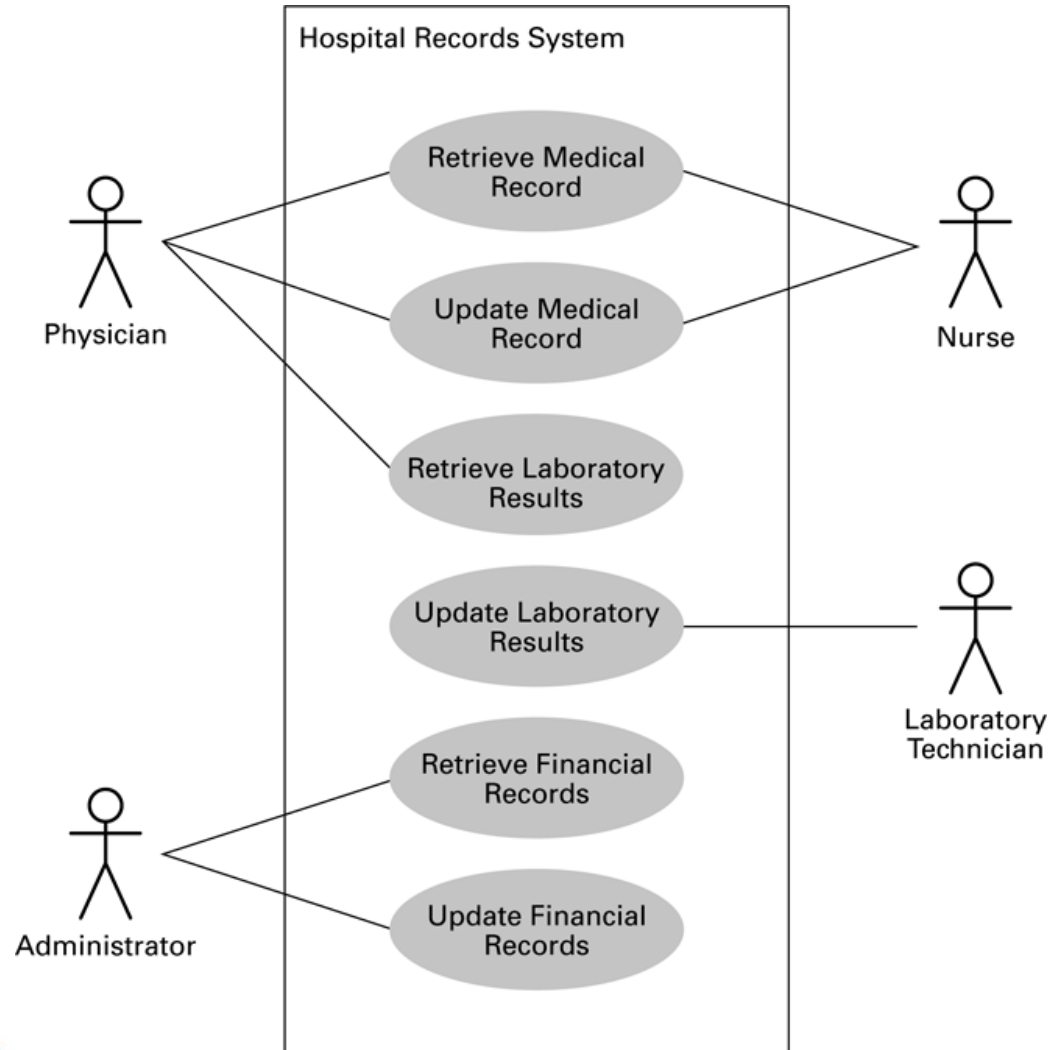 Hospital Records System
Retrieve Medical
Record
Physician
Nurse
Update Medical
Record
Retrieve Laboratory
Results
Update Laboratory
Results
Laboratory
Technician
Retrieve Financial
Records
Administrator
Update Financial
Records